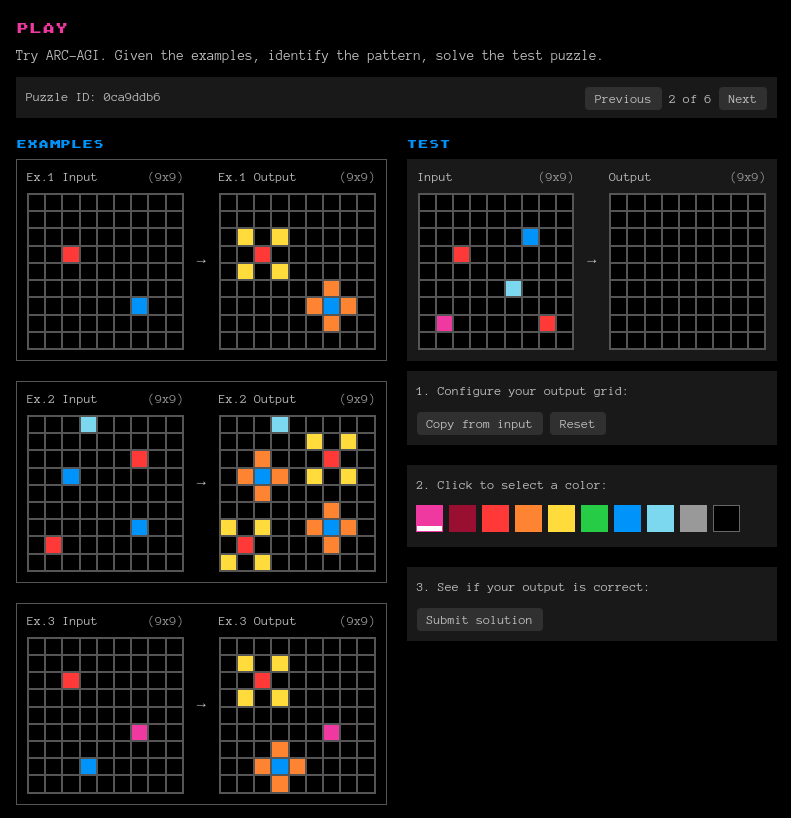 PLAY
Try ARC-AGI. Given the examples, identify the pattern, solve the test puzzle.
Puzzle ID: 0ca9ddb6
Previous 2 of 6 Next
EXAMPLES
Ex.1 Input (9x9) Ex.1 Output (9x9)
→
Ex.2 Input (9x9) Ex.2 Output (9x9)
→
Ex.3 Input (9x9) Ex.3 Output (9x9)
→
TEST
Input (9x9) Output (9x9)
→
1. Configure your output grid:
Copy from input Reset
2. Click to select a color:
3. See if your output is correct:
Submit solution